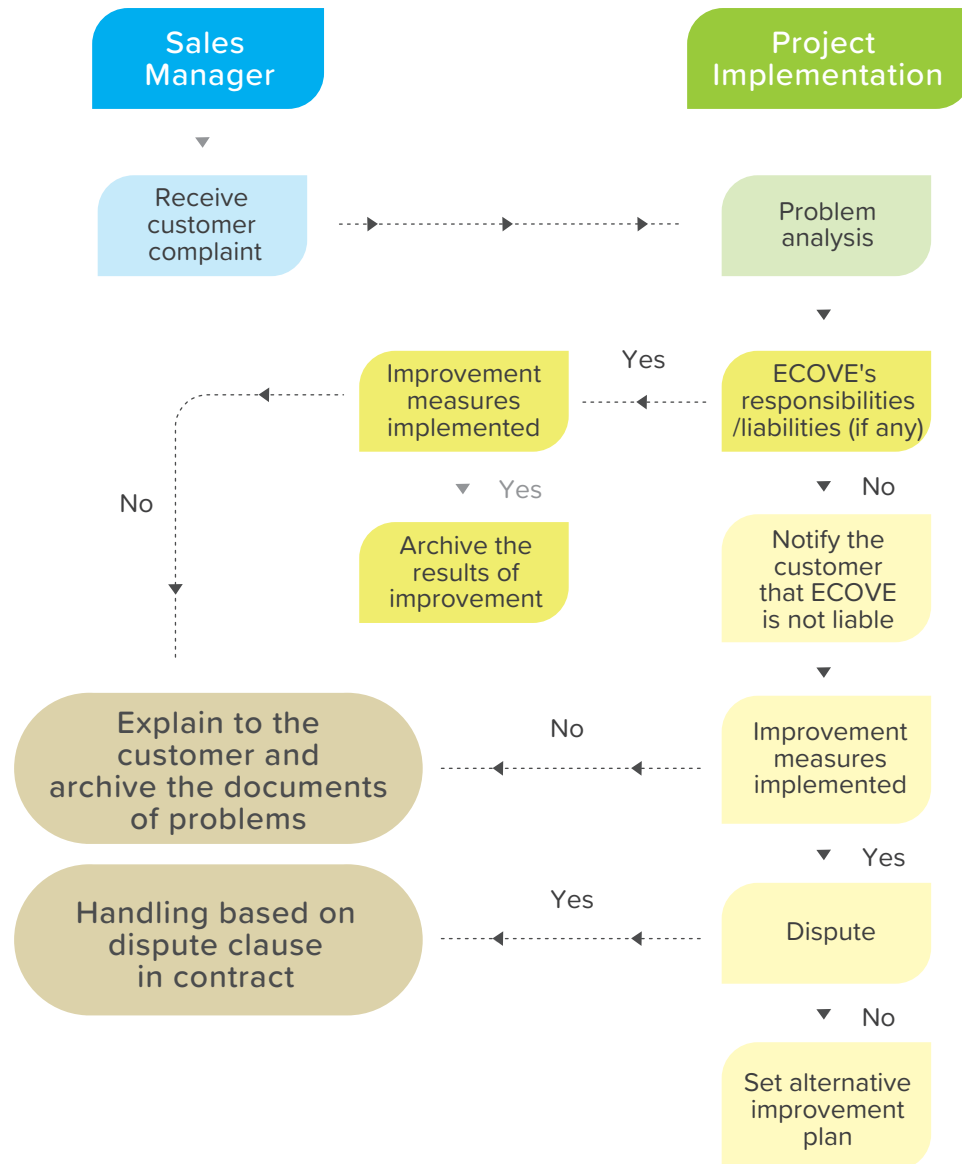 Sales
Manager
Project
Implementation
Receive
customer
complaint
Problem
analysis
Yes
Improvement
measures
implemented
ECOVE's
responsibilities
/liabilities (if any)
No
Yes
No
Archive the
results of
improvement
Notify the
customer
that ECOVE
is not liable
Explain to the
customer and
archive the documents
of problems
No
Improvement
measures
implemented
Yes
Handling based on
dispute clause
in contract
Yes
Dispute
No
Set alternative
improvement
plan